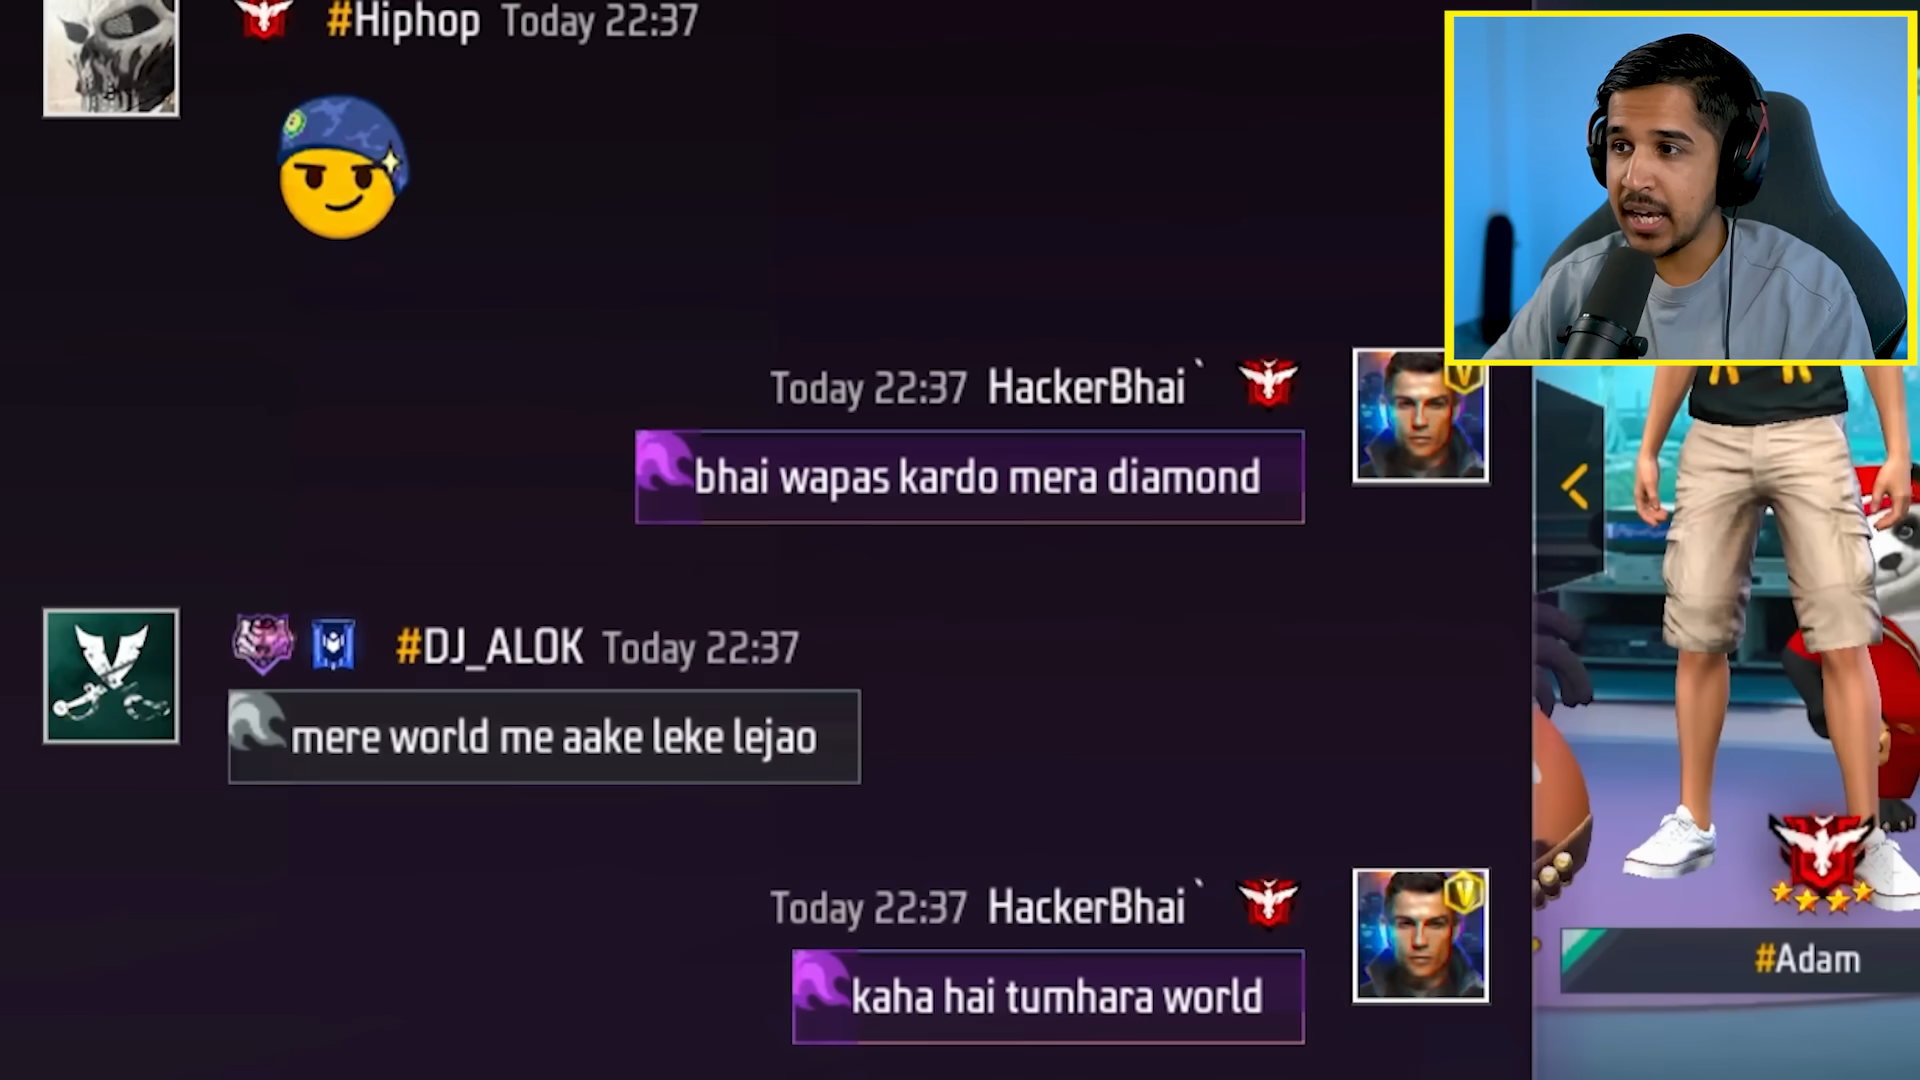 #Hiphop Today 22:37
Today 22:37 HackerBhai `
bhai wapas kardo mera diamond
#DJ_ALOK Today 22:37
mere world me aake leke lejao
Today 22:37 HackerBhai `
V
kaha hai tumhara world
#Adam